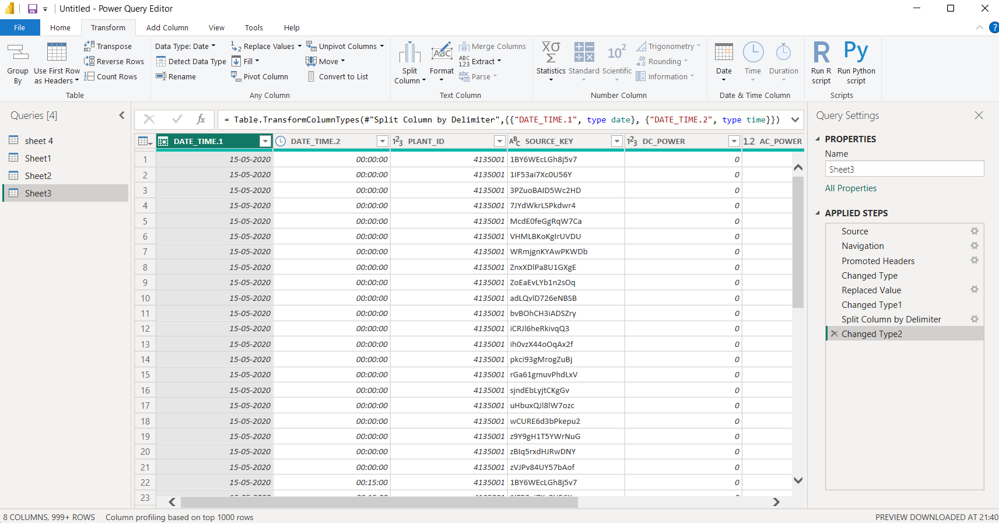 Untitled - Power Query Editor
File Home Transform Add Column View Tools Help
Group By
Use First Row as Headers
Transpose
Reverse Rows
Count Rows
Table
Data Type: Date
Detect Data Type
Rename
Replace Values
Fill
Pivot Column
Unpivot Columns
Move
Convert to List
Any Column
Split Column
Format
Merge Columns
Extract
Parse
Text Column
Statistics
Standard
Scientific
Trigonometry
Rounding
Information
Number Column
Date
Time
Duration
Date & Time Column
Run R script
Run Python script
Scripts
Queries [4]
sheet 4
Sheet1
Sheet2
Sheet3
= Table.TransformColumnTypes(#"Split Column by Delimiter",{{"DATE_TIME.1", type date}, {"DATE_TIME.2", type time}})
DATE_TIME.1 DATE_TIME.2 PLANT_ID SOURCE_KEY DC_POWER AC_POWER
1 15-05-2020 00:00:00 4135001 1BY6WEcLGh8j5v7 0
2 15-05-2020 00:00:00 4135001 1IF53ai7Xc0U56Y 0
3 15-05-2020 00:00:00 4135001 3PZuoBAID5Wc2HD 0
4 15-05-2020 00:00:00 4135001 7JYdWkrLSPkdwr4 0
5 15-05-2020 00:00:00 4135001 McdE0feGgRqW7Ca 0
6 15-05-2020 00:00:00 4135001 VHMLBKoKgIrUVDU 0
7 15-05-2020 00:00:00 4135001 WRmjgnKYAwPKWDb 0
8 15-05-2020 00:00:00 4135001 ZnxXDlPa8U1GXgE 0
9 15-05-2020 00:00:00 4135001 ZoEaEvLYb1n2sOq 0
10 15-05-2020 00:00:00 4135001 adLQvlD726eNBSB 0
11 15-05-2020 00:00:00 4135001 bvBOhCH3iADSZry 0
12 15-05-2020 00:00:00 4135001 iCRJl6heRkivqQ3 0
13 15-05-2020 00:00:00 4135001 ih0vzX44oOqAx2f 0
14 15-05-2020 00:00:00 4135001 pkci93gMrogZuBj 0
15 15-05-2020 00:00:00 4135001 rGa61gmuvPhdLxV 0
16 15-05-2020 00:00:00 4135001 sjndEbLyjtCKgGv 0
17 15-05-2020 00:00:00 4135001 uHbuxQJl8lW7ozc 0
18 15-05-2020 00:00:00 4135001 wCURE6d3bPkepu2 0
19 15-05-2020 00:00:00 4135001 z9Y9gH1T5YWrNuG 0
20 15-05-2020 00:00:00 4135001 zBIq5rxdHJRwDNY 0
21 15-05-2020 00:00:00 4135001 zVJPv84UY57bAof 0
22 15-05-2020 00:15:00 4135001 1BY6WEcLGh8j5v7 0
23
Query Settings
PROPERTIES
Name
Sheet3
All Properties
APPLIED STEPS
Source
Navigation
Promoted Headers
Changed Type
Replaced Value
Changed Type1
Split Column by Delimiter
Changed Type2
8 COLUMNS, 999+ ROWS Column profiling based on top 1000 rows
PREVIEW DOWNLOADED AT 21:40